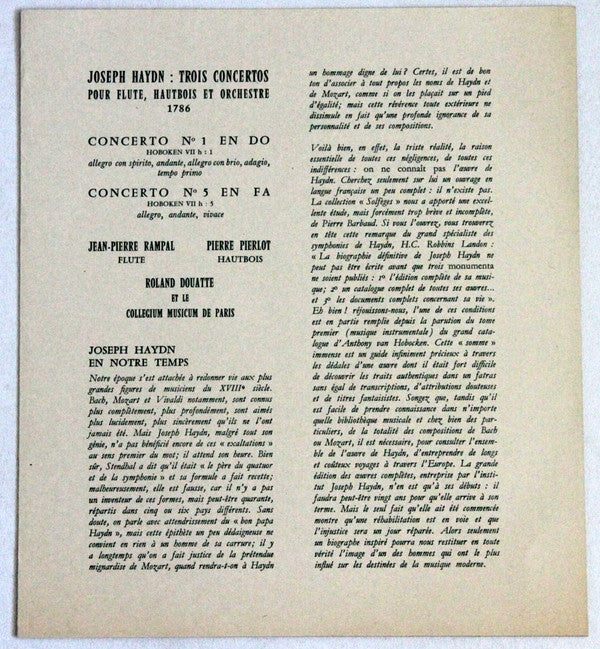 JOSEPH HAYDN : TROIS CONCERTOS
POUR FLUTE, HAUTBOIS ET ORCHESTRE
1786
CONCERTO No 1 EN DO
HOBOKEN VII h : 1
allegro con spirito, andante, allegro con brio, adagio,
tempo primo
CONCERTO No 5 EN FA
HOBOKEN VII h : 5
allegro, andante, vivace
JEAN-PIERRE RAMPAL PIERRE PIERLOT
FLUTE HAUTBOIS
ROLAND DOUATTE
ET LE
COLLEGIUM MUSICUM DE PARIS
JOSEPH HAYDN
EN NOTRE TEMPS
Notre époque s'est attachée à redonner vie aux plus
grandes figures de musiciens du XVIIIe siècle.
Bach, Mozart et Vivaldi notamment, sont connus
plus complètement, plus profondément, sont aimés
plus lucidement, plus sincèrement qu'ils ne l'ont
jamais été. Mais Joseph Haydn, malgré tout son
génie, n'a pas bénéficié encore de ces « exaltations » au
au sens premier du mot; il attend son heure. Bien
sûr, Stendhal a dit qu'il était « le père du quatuor
et de la symphonie » et sa formule a fait recette;
malheureusement, elle est fausse, car il n'y a pas
un inventeur de ces formes, mais peut-être quarante,
répartis dans cinq ou six pays différents. Sans
doute, on parle avec attendrissement du « bon papa
Haydn », mais cette épithète un peu dédaigneuse ne
convient en rien à un homme de sa carrure; il y
a longtemps qu'on a fait justice de la prétendue
mignardise de Mozart, quand rendra-t-on à Haydn
un hommage digne de lui ? Certes, il est de bon
ton d'associer à tout propos les noms de Haydn et
de Mozart, comme si on les plaçait sur un pied
d'égalité; mais cette révérence toute extérieure ne
dissimule en fait qu'une profonde ignorance de sa
personnalité et de ses compositions.
Voilà bien, en effet, la triste réalité, la raison
essentielle de toutes ces négligences, de toutes ces
indifférences : on ne connaît pas l'œuvre de
Haydn. Cherchez seulement sur lui un ouvrage en
langue française un peu complet : il n'existe pas.
La collection « Solfèges » nous a apporté une excel-
lente étude, mais forcément trop brève et incomplète,
de Pierre Barbaud. Si vous l'ouvrez, vous trouverez
en tête cette remarque du grand spécialiste des
symphonies de Haydn, H.C. Robbins Landon :
« La biographie définitive de Joseph Haydn ne
peut pas être écrite avant que trois monumenta
ne soient publiés : 1o l'édition complète de sa musi-
que; 2o un catalogue complet de toutes ses œuvres...
et 3o les documents complets concernant sa vie ».
Eh bien ! réjouissons-nous, l'une de ces conditions
est en partie remplie depuis la parution du tome
premier (musique instrumentale) du grand cata-
logue d'Anthony van Hobocken. Cette « somme »
immense est un guide infiniment précieux à travers
les dédales d'une œuvre dont il était fort difficile
de découvrir les traits authentiques dans un fatras
sans égal de transcriptions, d'attributions douteuses
et de titres fantaisistes. Songez que, tandis qu'il
est facile de prendre connaissance dans n'importe
quelle bibliothèque musicale et chez bien des par-
ticuliers, de la totalité des compositions de Bach
ou Mozart, il est nécessaire, pour consulter l'ensem-
ble de l'œuvre de Haydn, d'entreprendre de longs
et coûteux voyages à travers l'Europe. La grande
édition des œuvres complètes, entreprise par l'insti-
tut Joseph Haydn, n'en est qu'à ses débuts : il
faudra peut-être vingt ans pour qu'elle arrive à son
terme. Mais le seul fait qu'elle ait été commencée
montre qu'une réhabilitation est en voie et que
l'injustice sera un jour réparée. Alors seulement
un biographe inspiré pourra nous restituer en toute
vérité l'image d'un des hommes qui ont le plus
influé sur les destinées de la musique moderne.